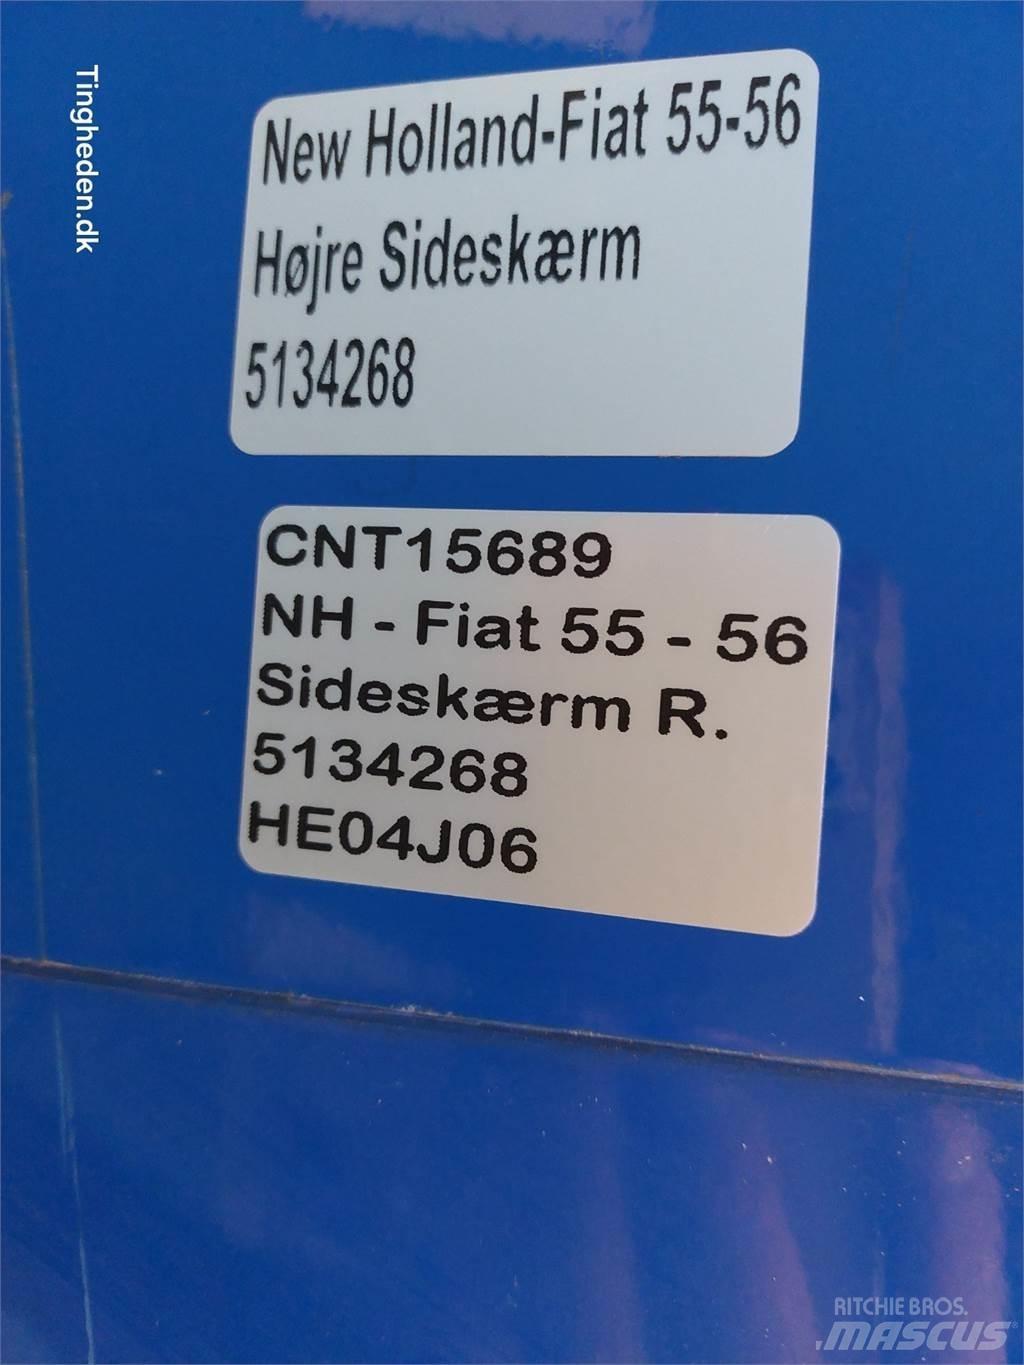 Tingheden.dk
New Holland-Fiat 55-56
Højre Sideskærm
5134268
CNT15689
NH - Fiat 55 - 56
Sideskærm R.
5134268
HE04J06
RITCHIE BROS.
MASCUS